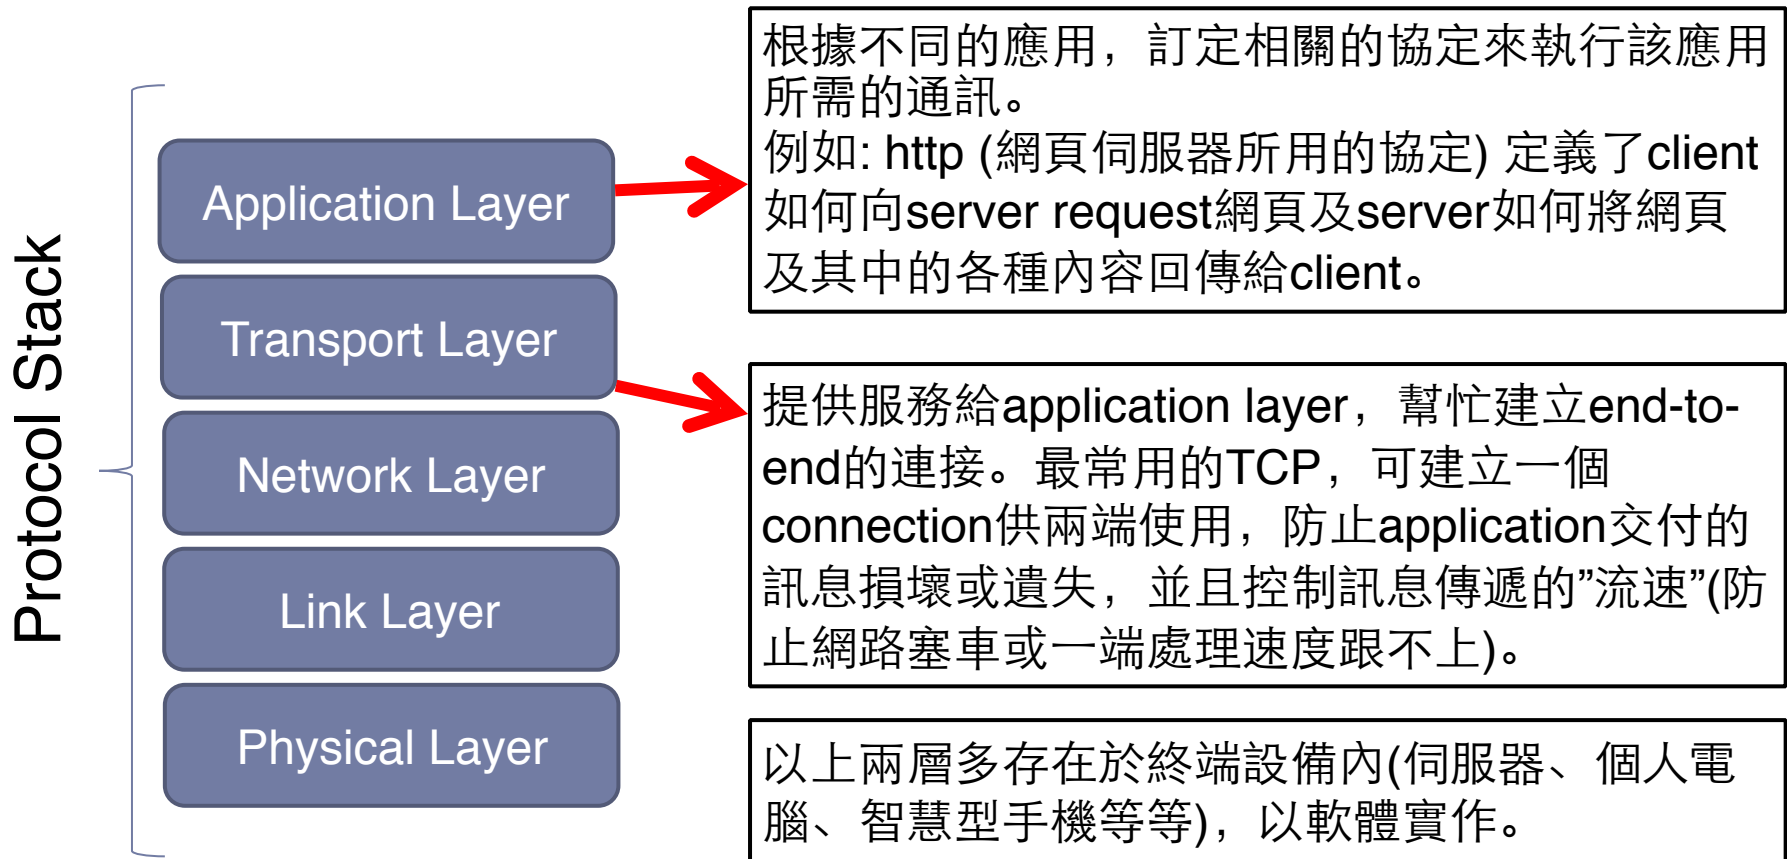 Protocol Stack
Application Layer
Transport Layer
Network Layer
Link Layer
Physical Layer
根據不同的應用，訂定相關的協定來執行該應用
所需的通訊。
例如: http (網頁伺服器所用的協定) 定義了client
如何向server request網頁及server如何將網頁
及其中的各種內容回傳給client。
提供服務給application layer，幫忙建立end-to-
end的連接。最常用的TCP，可建立一個
connection供兩端使用，防止application交付的
訊息損壞或遺失，並且控制訊息傳遞的”流速”(防
止網路塞車或一端處理速度跟不上)。
以上兩層多存在於終端設備內(伺服器、個人電
腦、智慧型手機等等)，以軟體實作。